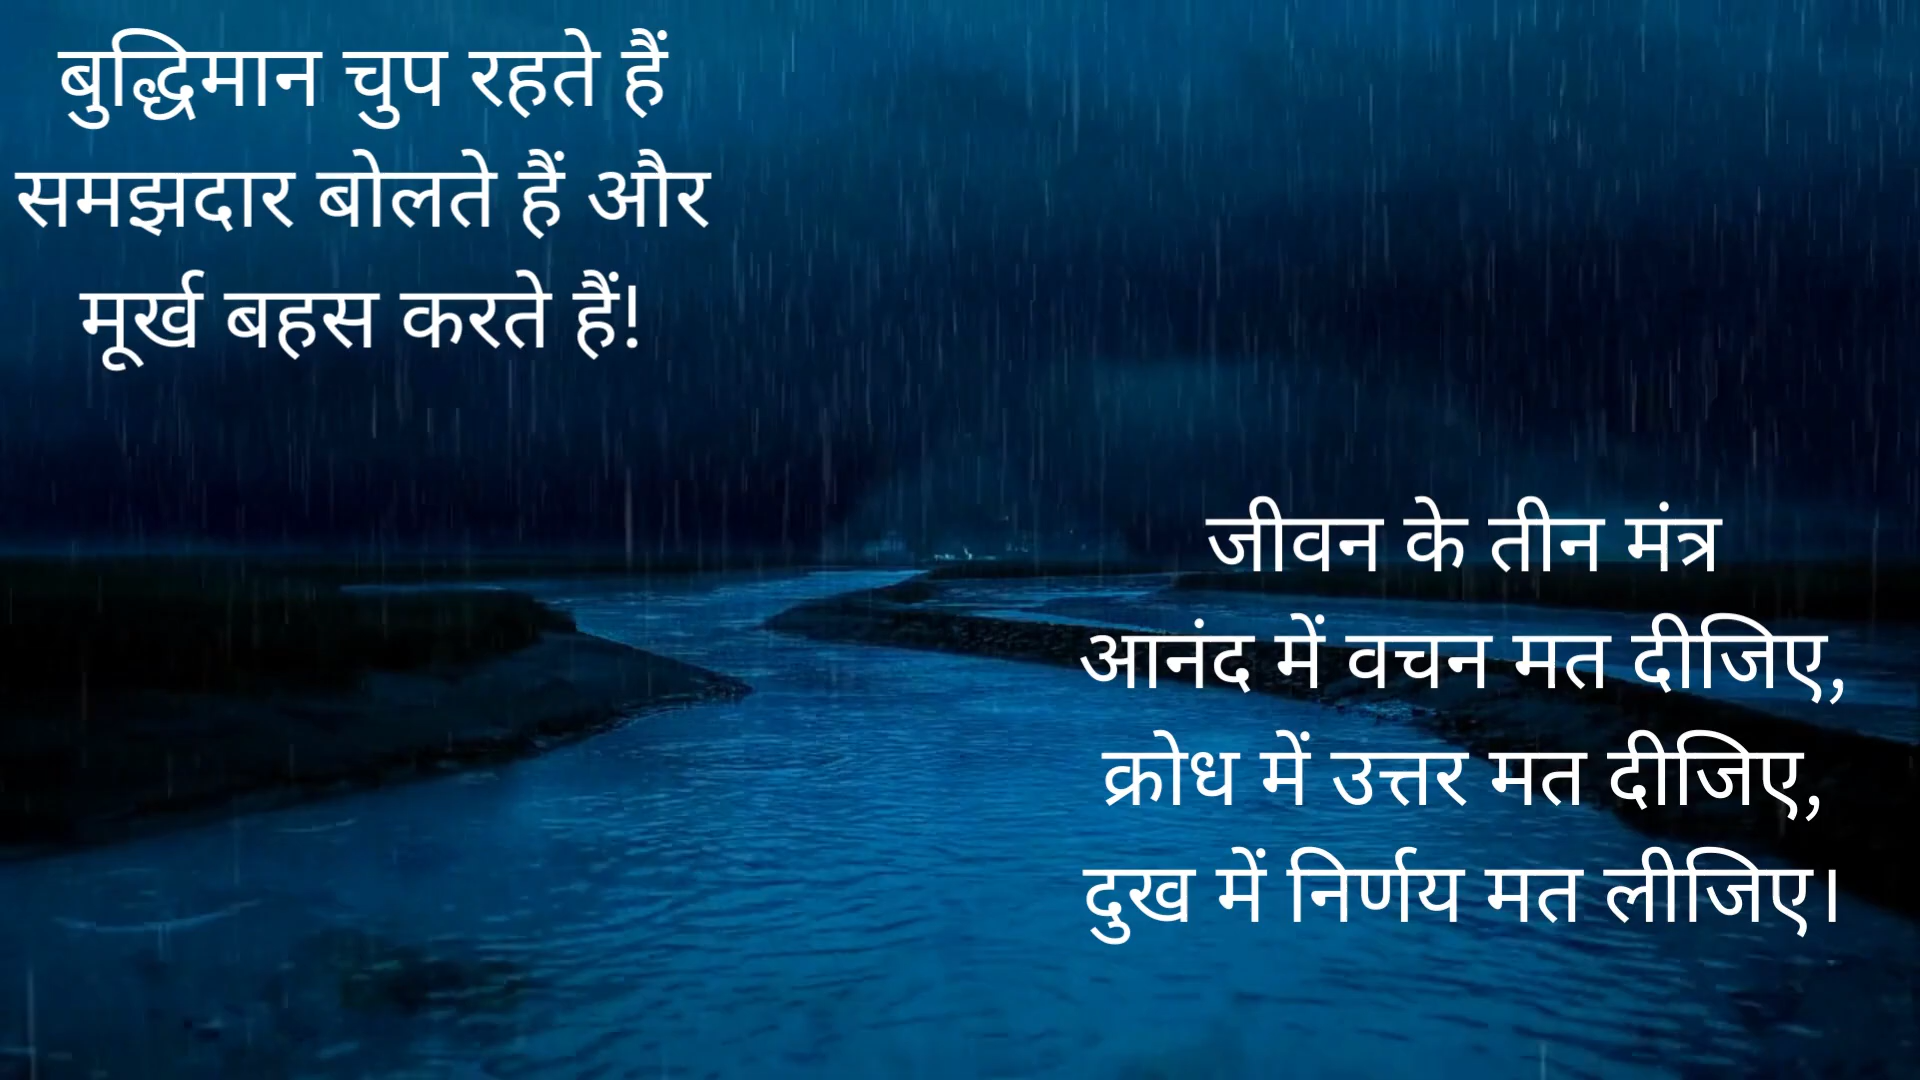 बुद्धिमान चुप रहते हैं
समझदार बोलते हैं और
मूर्ख बहस करते हैं!
जीवन के तीन मंत्र
आनंद में वचन मत दीजिए,
क्रोध में उत्तर मत दीजिए,
दुख में निर्णय मत लीजिए।